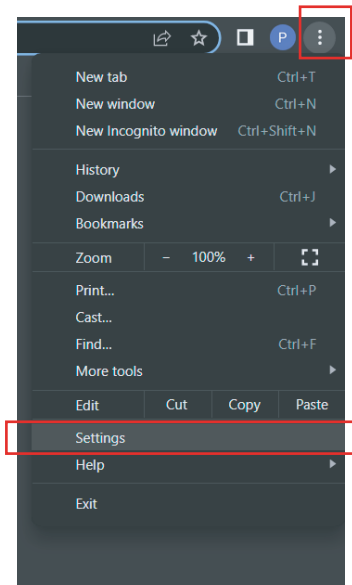 P
New tab Ctrl+T
New window Ctrl+N
New Incognito window Ctrl+Shift+N
History
Downloads Ctrl+J
Bookmarks
Zoom − 100% +
Print... Ctrl+P
Cast...
Find... Ctrl+F
More tools
Edit Cut Copy Paste
Settings
Help
Exit